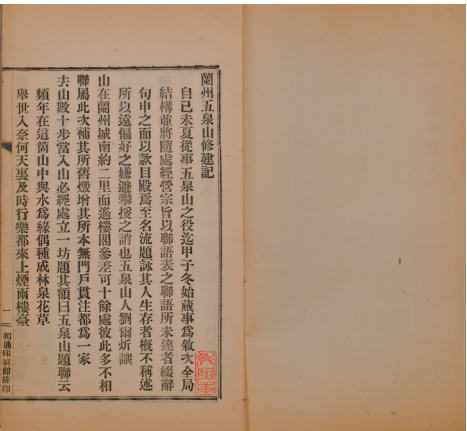 蘭州五泉山修建記
自己未夏從事五泉山之役迄甲子冬始蕆事爲敘次全局
結構並將隨處經營宗旨以聯語表之聯語所未達者綴辭
句申之而以款目殿焉至名流題詠其人生存者概不稱述
所以遠偏好之嫌避攀援之誚也五泉山人劉爾炘識
山在蘭州城南約二里而遙樓閣參差可十餘處彼此多不相
聯屬此次補其所舊燬增其所本無門戶貫注都爲一家
去山數十步當入山必經處立一坊題其額曰五泉山題聯云
頻年在這箇山中與水爲緣偶種成林泉花草
舉世入奈何天裏及時行樂都來上煙雨樓臺
一
和通印刷館排印